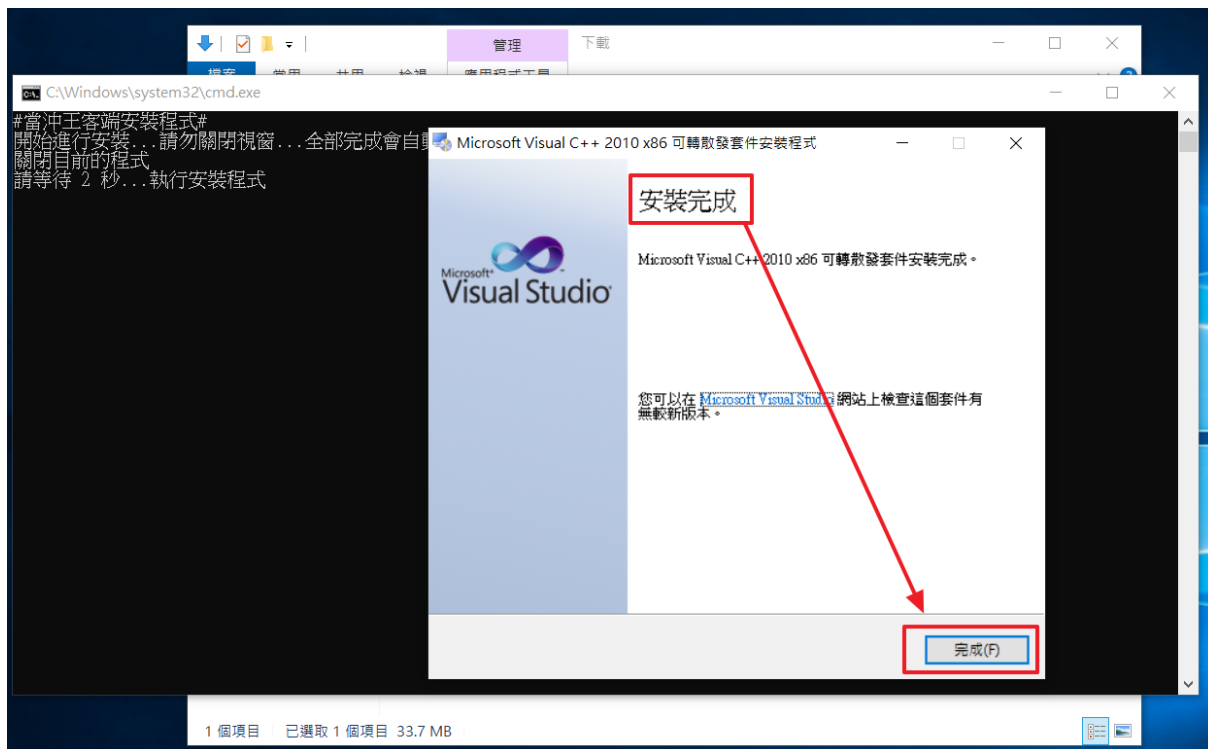 管理
下載
C:\Windows\system32\cmd.exe
#當沖王客端安裝程式#
開始進行安裝...請勿關閉視窗...全部完成會自
關閉目前的程式
請等待 2 秒...執行安裝程式
Microsoft Visual C++ 2010 x86 可轉散發套件安裝程式
安裝完成
Microsoft Visual C++ 2010 x86 可轉散發套件安裝完成。
Microsoft
Visual Studio
您可以在 Microsoft Visual Studio 網站上檢查這個套件有
無較新版本。
完成(F)
1 個項目
已選取 1 個項目 33.7 MB